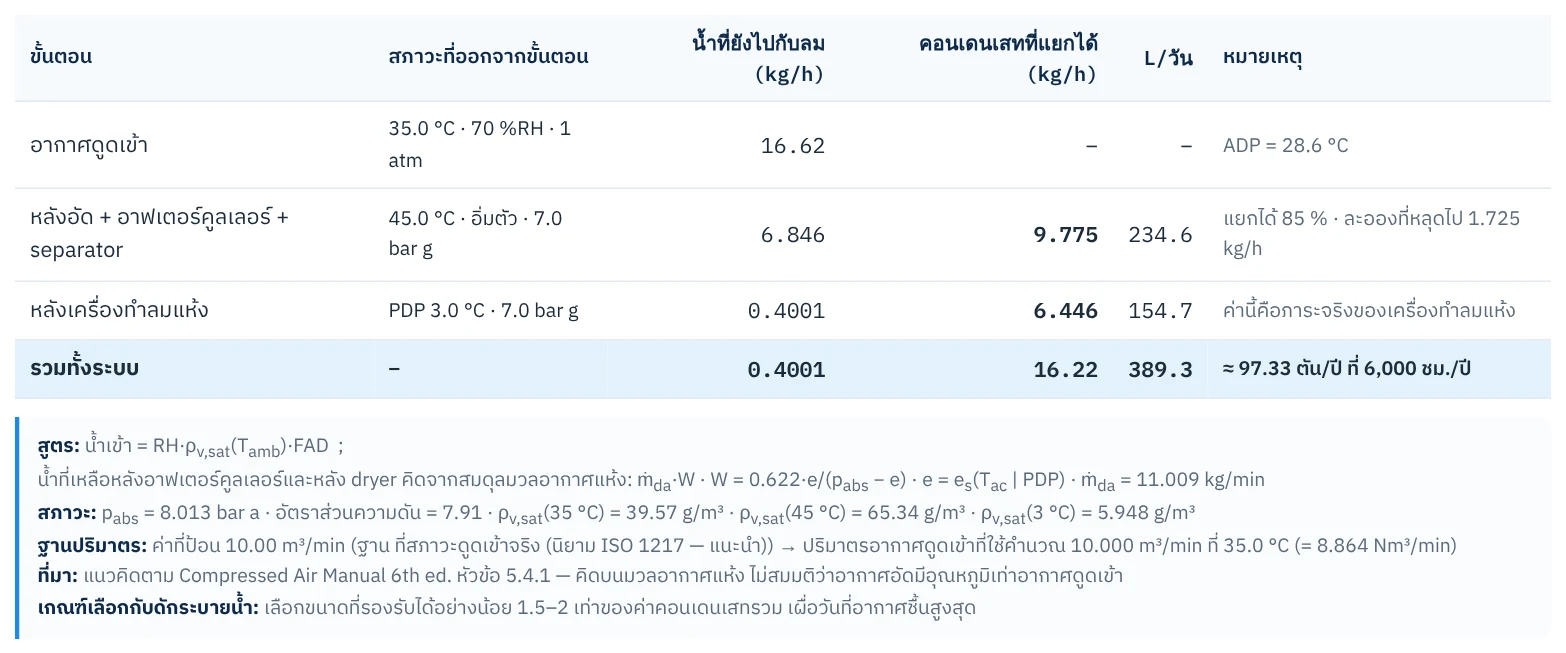 ขั้นตอน สภาวะที่ออกจากขั้นตอน น้ำที่ยังไปกับลม (kg/h) คอนเดนเสทที่แยกได้ (kg/h) L/วัน หมายเหตุ
อากาศดูดเข้า 35.0 °C · 70 %RH · 1 atm 16.62 – – ADP = 28.6 °C
หลังอัด + อาฟเตอร์คูลเลอร์ + separator 45.0 °C · อิ่มตัว · 7.0 bar g 6.846 9.775 234.6 แยกได้ 85 % · ละอองที่หลุดไป 1.725 kg/h
หลังเครื่องทำลมแห้ง PDP 3.0 °C · 7.0 bar g 0.4001 6.446 154.7 ค่านี้คือภาระจริงของเครื่องทำลมแห้ง
รวมทั้งระบบ – 0.4001 16.22 389.3 ≈ 97.33 ตัน/ปี ที่ 6,000 ชม./ปี
สูตร: น้ำเข้า = RH·ρv,sat(Tamb)·FAD ;
น้ำที่เหลือหลังอาฟเตอร์คูลเลอร์และหลัง dryer คิดจากสมดุลมวลอากาศแห้ง: ṁda·W · W = 0.622·e/(pabs − e) · e = es(Tac | PDP) · ṁda = 11.009 kg/min
สภาวะ: pabs = 8.013 bar a · อัตราส่วนความดัน = 7.91 · ρv,sat(35 °C) = 39.57 g/m³ · ρv,sat(45 °C) = 65.34 g/m³ · ρv,sat(3 °C) = 5.948 g/m³
ฐานปริมาตร: ค่าที่ป้อน 10.00 m³/min (ฐาน ที่สภาวะดูดเข้าจริง (นิยาม ISO 1217 — แนะนำ)) → ปริมาตรอากาศดูดเข้าที่ใช้คำนวณ 10.000 m³/min ที่ 35.0 °C (= 8.864 Nm³/min)
ที่มา: แนวคิดตาม Compressed Air Manual 6th ed. หัวข้อ 5.4.1 — คิดบนมวลอากาศแห้ง ไม่สมมติว่าอากาศอัดมีอุณหภูมิเท่าอากาศดูดเข้า
เกณฑ์เลือกกับดักระบายน้ำ: เลือกขนาดที่รองรับได้อย่างน้อย 1.5–2 เท่าของค่าคอนเดนเสทรวม เผื่อวันที่อากาศชื้นสูงสุด